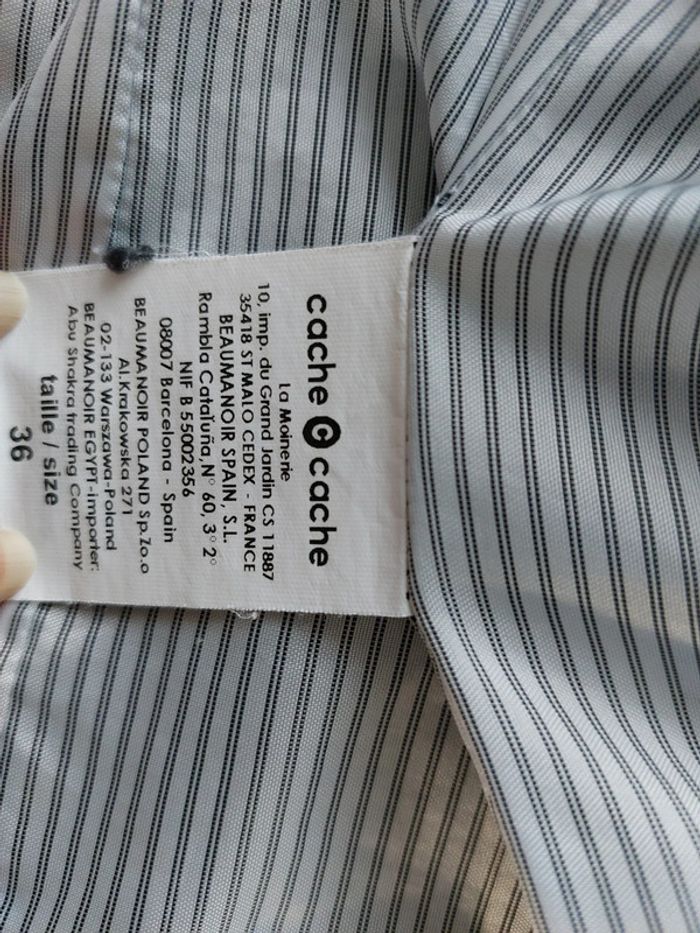 cache C cache
La Moinerie
10, imp. du Grand Jardin CS 11887
35418 ST MALO CEDEX - FRANCE
BEAUMANOIR SPAIN, S.L.
Rambla Cataluña,N° 60, 3° 2°
NIF B 55002356
08007 Barcelona - Spain
BEAUMANOIR POLAND Sp.Zo.o
Al.Krakowska 271
02-133 Warszawa-Poland
BEAUMANOIR EGYPT-importer:
Abu Shakra trading Company
taille / size
36